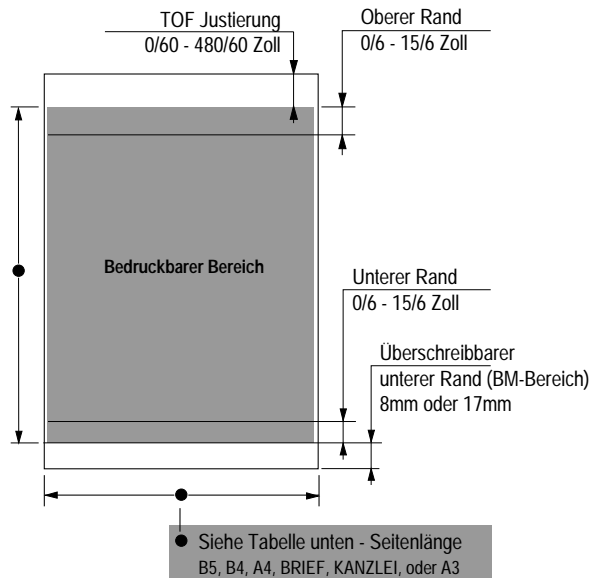 TOF Justierung
0/60 - 480/60 Zoll
Oberer Rand
0/6 - 15/6 Zoll
Bedruckbarer Bereich
Unterer Rand
0/6 - 15/6 Zoll
Überschreibbarer
unterer Rand (BM-Bereich)
8mm oder 17mm
Siehe Tabelle unten - Seitenlänge
B5, B4, A4, BRIEF, KANZLEI, oder A3